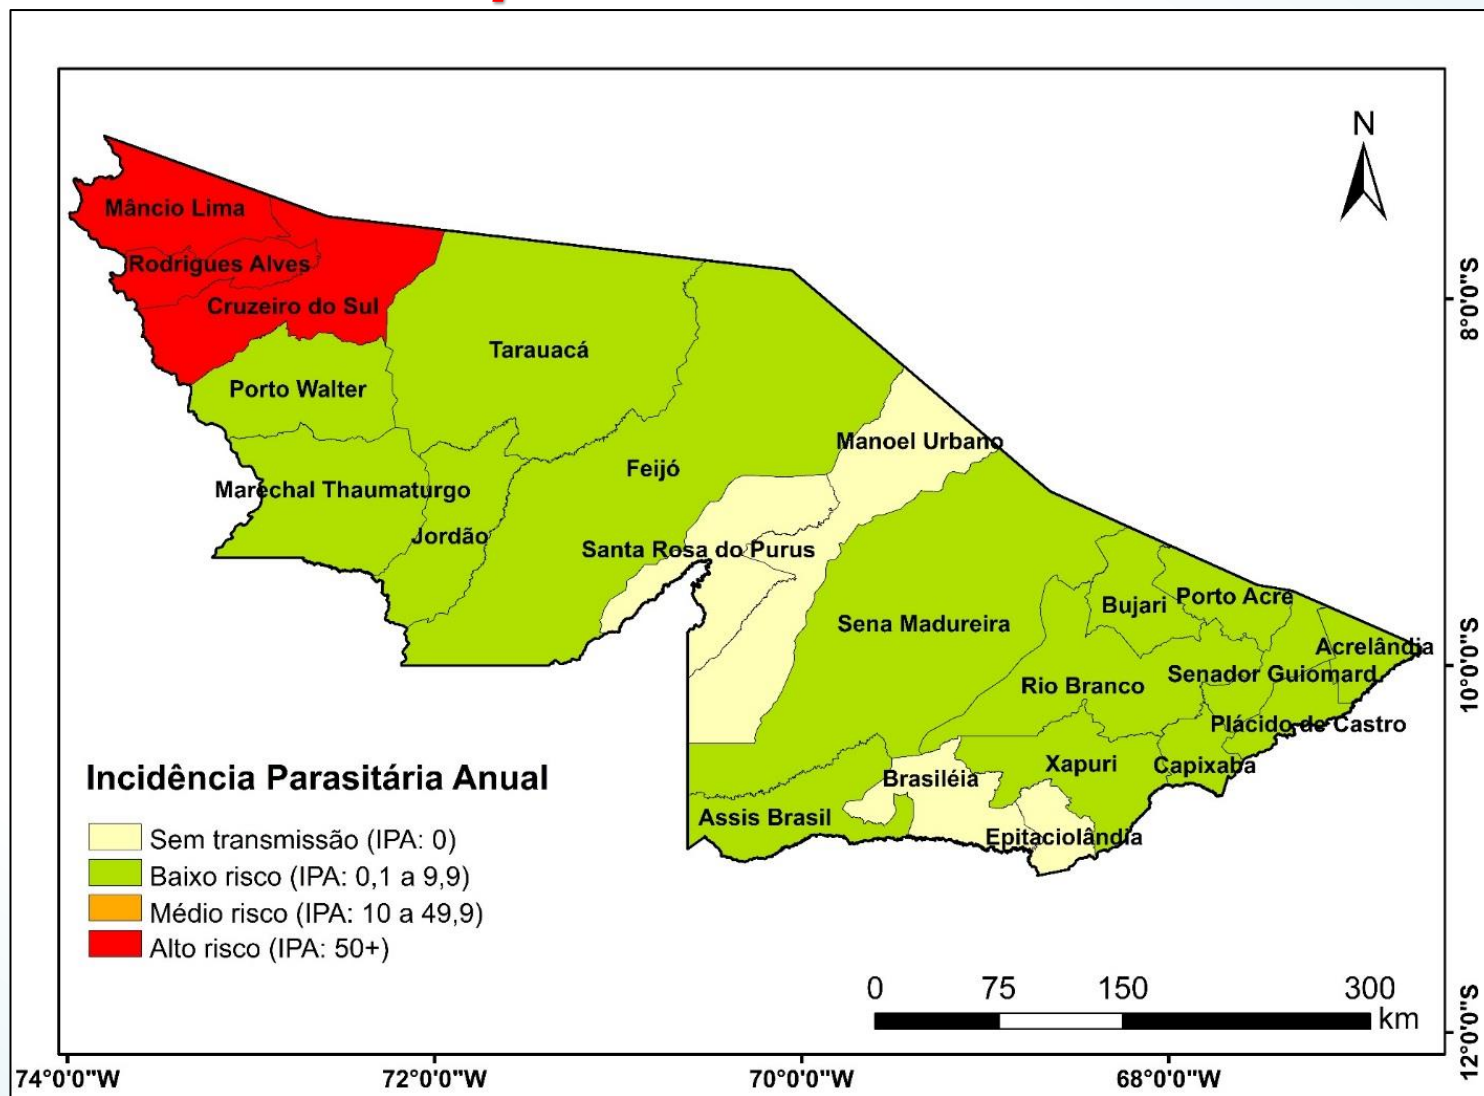 N
Mâncio Lima
Rodrigues Alves
Cruzeiro do Sul
Tarauacá
Porto Walter
Manoel Urbano
Feijó
Marechal Thaumaturgo
Jordão
Santa Rosa do Purus
Sena Madureira
Bujari
Porto Acre
Acrelândia
Senador Guiomard
Rio Branco
Plácido de Castro
Xapuri
Capixaba
Brasiléia
Assis Brasil
Epitaciolândia
Incidência Parasitária Anual
Sem transmissão (IPA: 0)
Baixo risco (IPA: 0,1 a 9,9)
Médio risco (IPA: 10 a 49,9)
Alto risco (IPA: 50+)
0 75 150 300
km
8°0'0"S
10°0'0"S
12°0'0"S
74°0'0"W 72°0'0"W 70°0'0"W 68°0'0"W